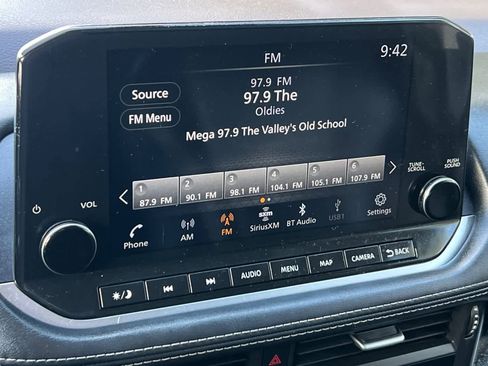 FM
9:42
Source
97.9 FM
97.9 The
Oldies
FM Menu
Mega 97.9 The Valley's Old School
1
87.9 FM
2
90.1 FM
3
98.1 FM
4
104.1 FM
5
105.1 FM
6
107.9 FM
TUNE-
SCROLL
PUSH
SOUND
VOL
Phone
AM
FM
sxm
SiriusXM
BT Audio
USB1
Settings
AUDIO
MENU
MAP
CAMERA
BACK